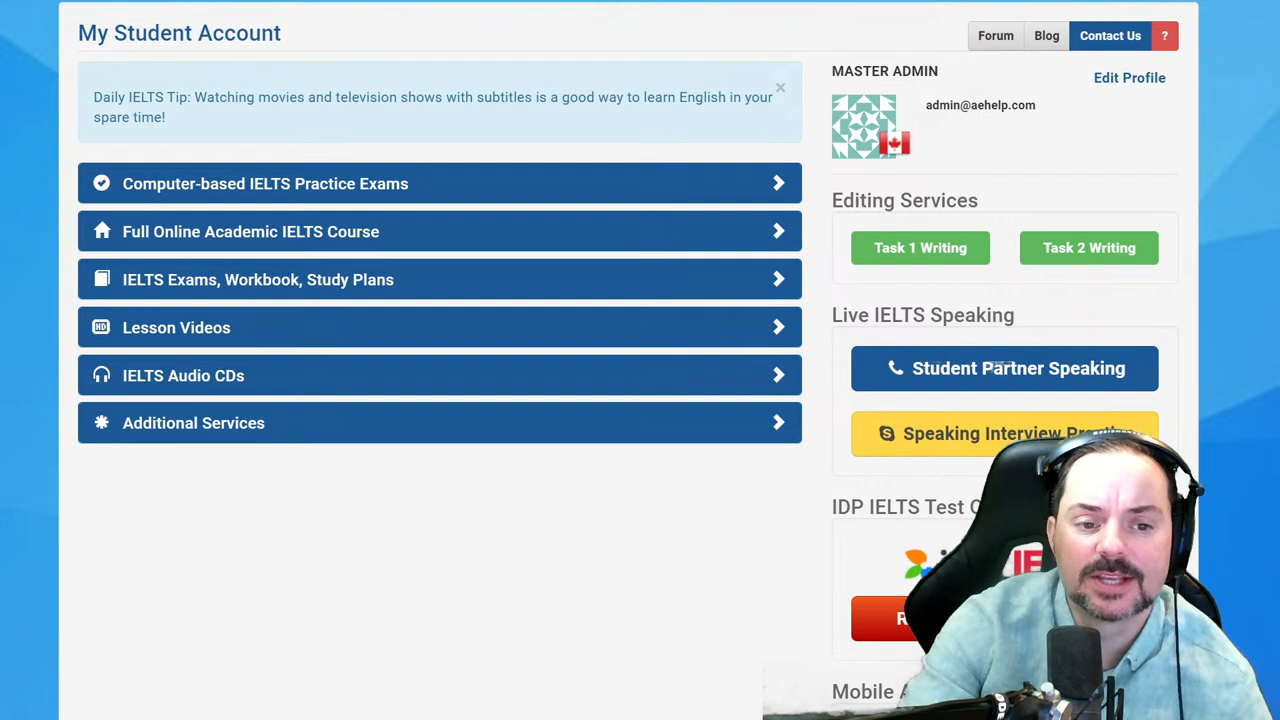 My Student Account
Forum
Blog
Contact Us
?
Daily IELTS Tip: Watching movies and television shows with subtitles is a good way to learn English in your
spare time!
×
MASTER ADMIN
Edit Profile
admin@aehelp.com
Computer-based IELTS Practice Exams
Full Online Academic IELTS Course
IELTS Exams, Workbook, Study Plans
HD Lesson Videos
IELTS Audio CDs
Additional Services
Editing Services
Task 1 Writing
Task 2 Writing
Live IELTS Speaking
Student Partner Speaking
Speaking Interview
IDP IELTS Test
Mobile